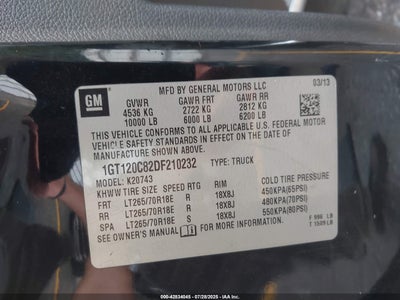 GM
MFD BY GENERAL MOTORS LLC 03/13
GVWR GAWR FRT GAWR RR
4536 KG 2722 KG 2812 KG
10000 LB 6000 LB 6200 LB
THIS VEHICLE CONFORMS TO ALL APPLICABLE U.S. FEDERAL MOTOR
VEHICLE SAFETY STANDARDS IN EFFECT ON THE DATE OF
MANUFACTURE SHOWN ABOVE.
1GT120C82DF210232 TYPE: TRUCK
MODEL: K20743
KHWW TIRE SIZE SPEED RTG RIM COLD TIRE PRESSURE
FRT LT265/70R18E R 18X8J 450KPA(65PSI)
RR LT265/70R18E R 18X8J 480KPA(70PSI)
SPA LT265/70R18E S 18X8J 550KPA(80PSI)
SEE OWNER'S MANUAL FOR ADDITIONAL INFORMATION.
000-42834045 - 07/28/2025 - IAAI.COM